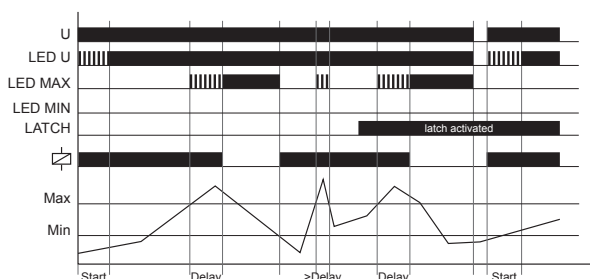 U
LED U
LED MAX
LED MIN
LATCH
latch activated
Max
Min
Start Delay >Delay Delay Start